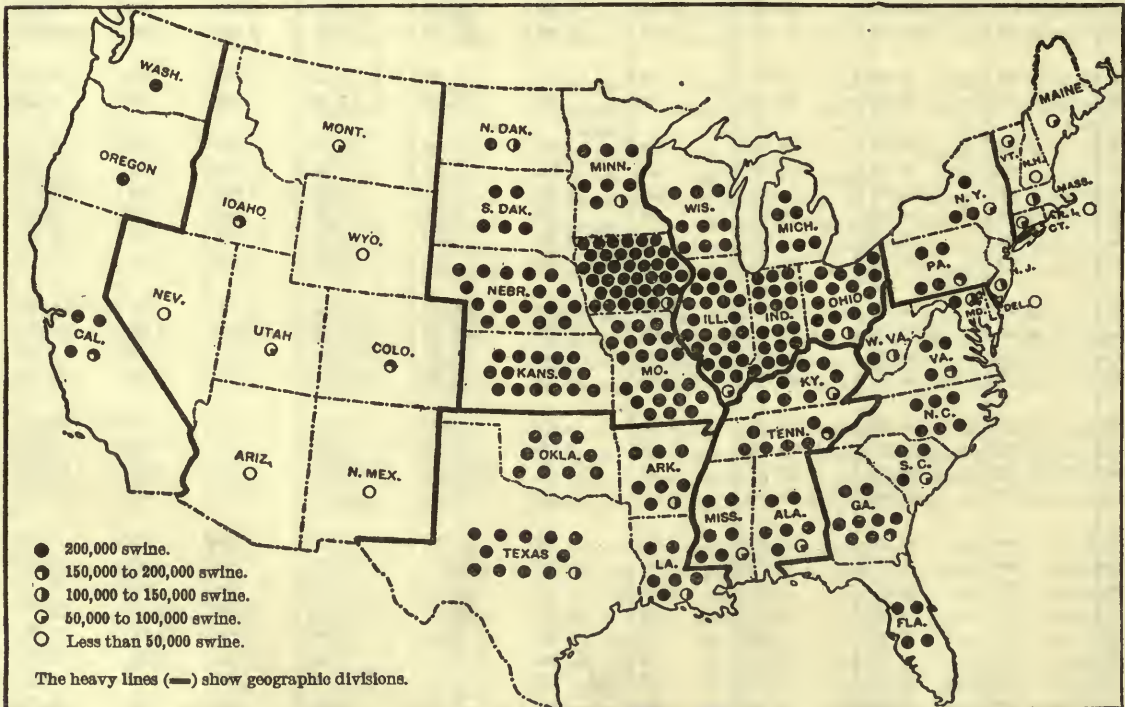 WASH.
MONT.
N. DAK.
MINN.
MAINE
VT.
N.H.
OREGON
IDAHO
S. DAK.
WIS.
MICH.
N. Y.
MASS.
R. I.
CT.
WYO.
NEBR.
PA.
N. J.
NEV.
UTAH
COLO.
ILL.
IND.
OHIO
MD.
DEL.
CAL.
KANS.
MO.
W. VA.
VA.
KY.
ARIZ.
N. MEX.
OKLA.
ARK.
TENN.
N. C.
S. C.
TEXAS
LA.
MISS.
ALA.
GA.
FLA.
200,000 swine.
150,000 to 200,000 swine.
100,000 to 150,000 swine.
50,000 to 100,000 swine.
Less than 50,000 swine.
The heavy lines (▬) show geographic divisions.